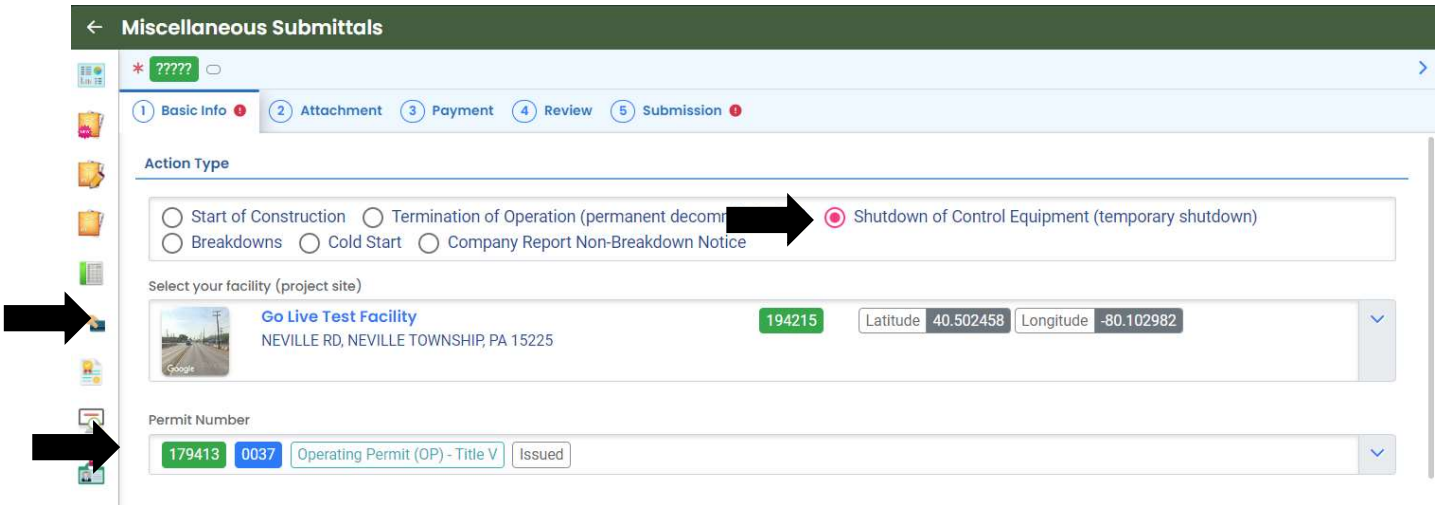 ← Miscellaneous Submittals
* ?????
1 Basic Info 2 Attachment 3 Payment 4 Review 5 Submission
Action Type
Start of Construction Termination of Operation (permanent Shutdown of Control Equipment (temporary shutdown)
Breakdowns Cold Start Company Report Non-Breakdown Notice
Select your facility (project site)
Go Live Test Facility 194215 Latitude 40.502458 Longitude -80.102982
NEVILLE RD, NEVILLE TOWNSHIP, PA 15225
Google
Permit Number
179413 0037 Operating Permit (OP) - Title V Issued